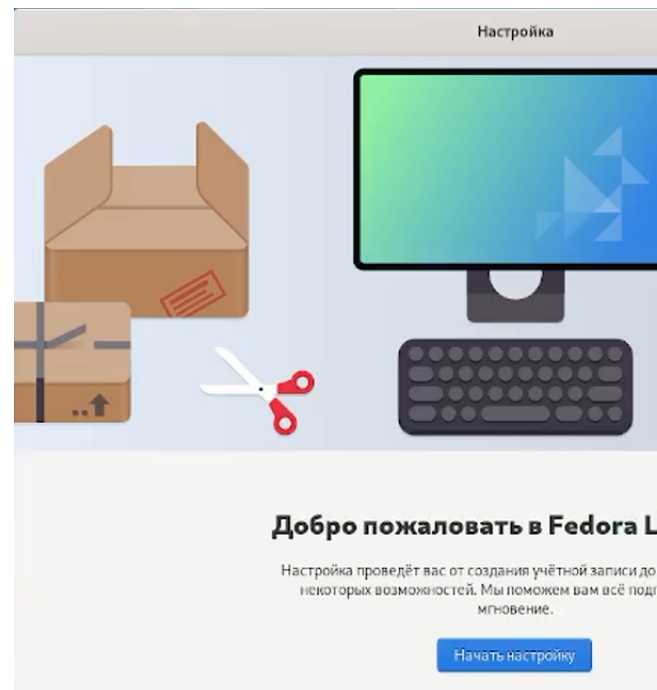 Настройка
Добро пожаловать в Fedora L
Настройка проведёт вас от создания учётной записи до
некоторых возможностей. Мы поможем вам всё
мгновение.
Начать настройку